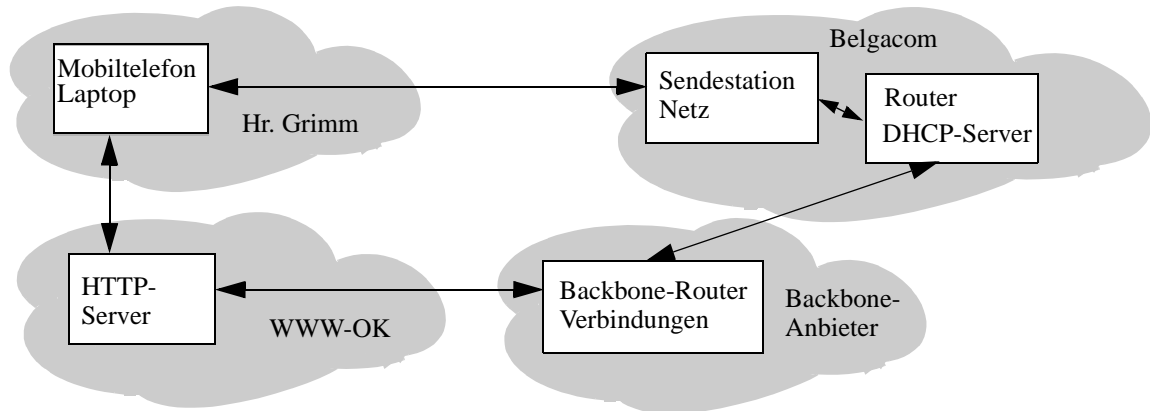 Mobiltelefon
Laptop
Hr. Grimm
Belgacom
Sendestation
Netz
Router
DHCP-Server
HTTP-
Server
WWW-OK
Backbone-Router
Verbindungen
Backbone-
Anbieter